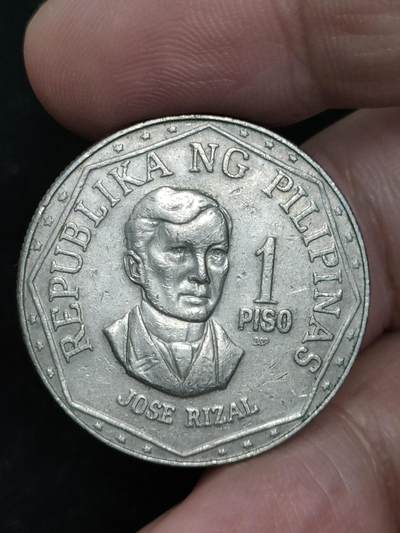 REPUBLIKA NG PILIPINAS
1
PISO
JOSE RIZAL